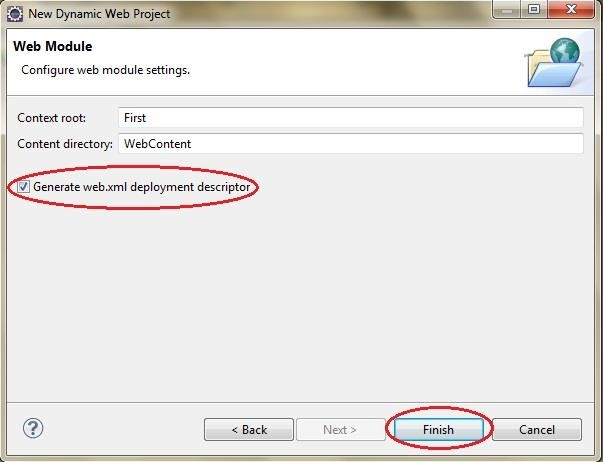 New Dynamic Web Project
Web Module
Configure web module settings.
Context root: First
Content directory: WebContent
Generate web.xml deployment descriptor
? < Back Next > Finish Cancel